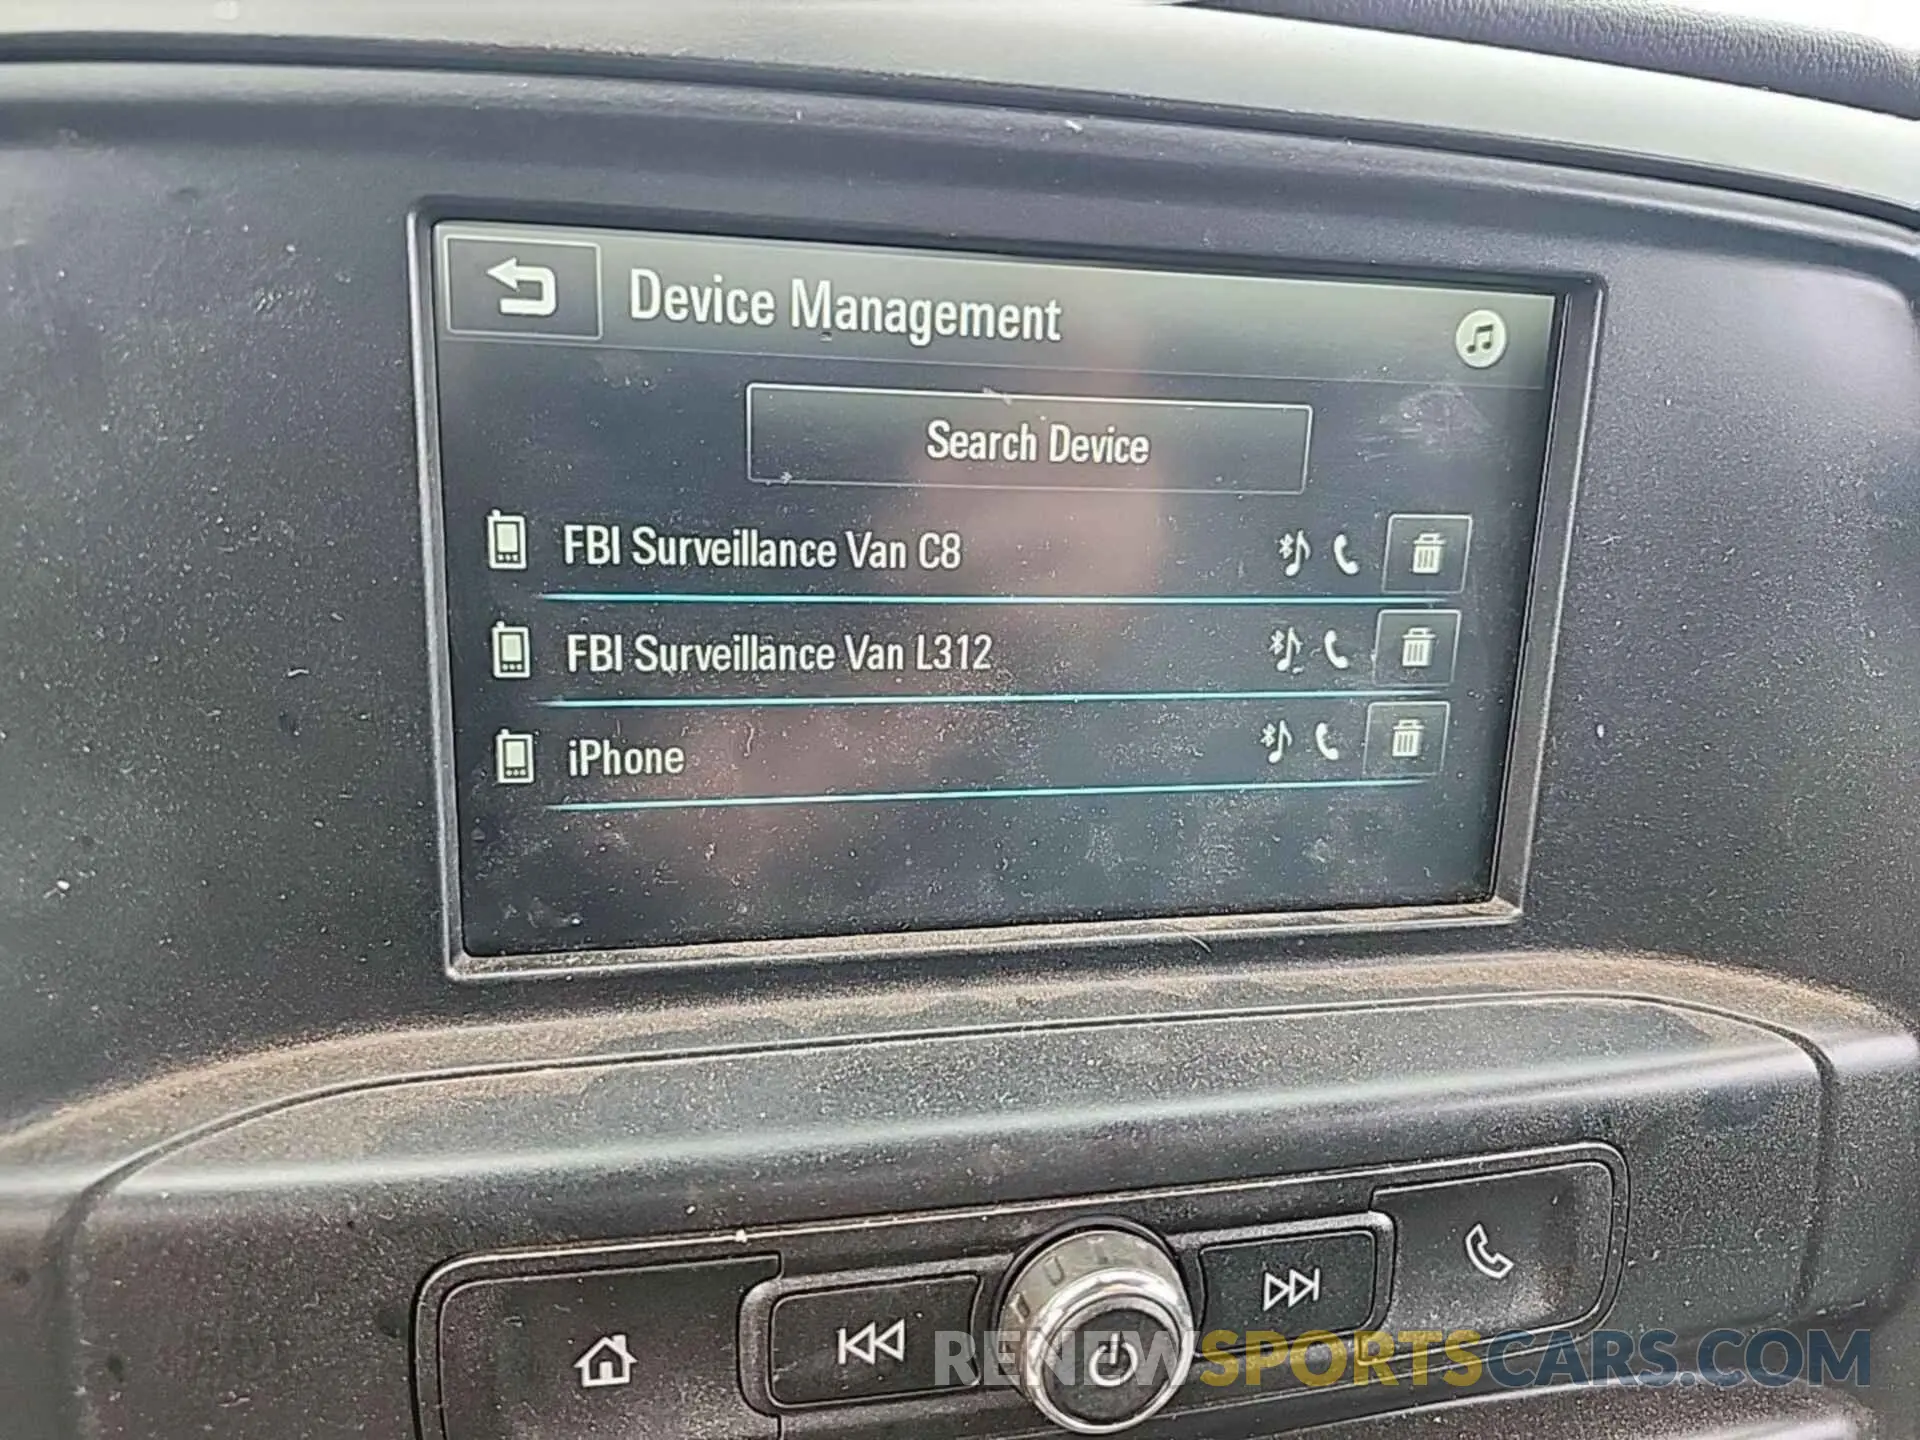 Device Management
Search Device
FBI Surveillance Van C8
FBI Surveillance Van L312
iPhone
RENEWSPORTSCARS.COM